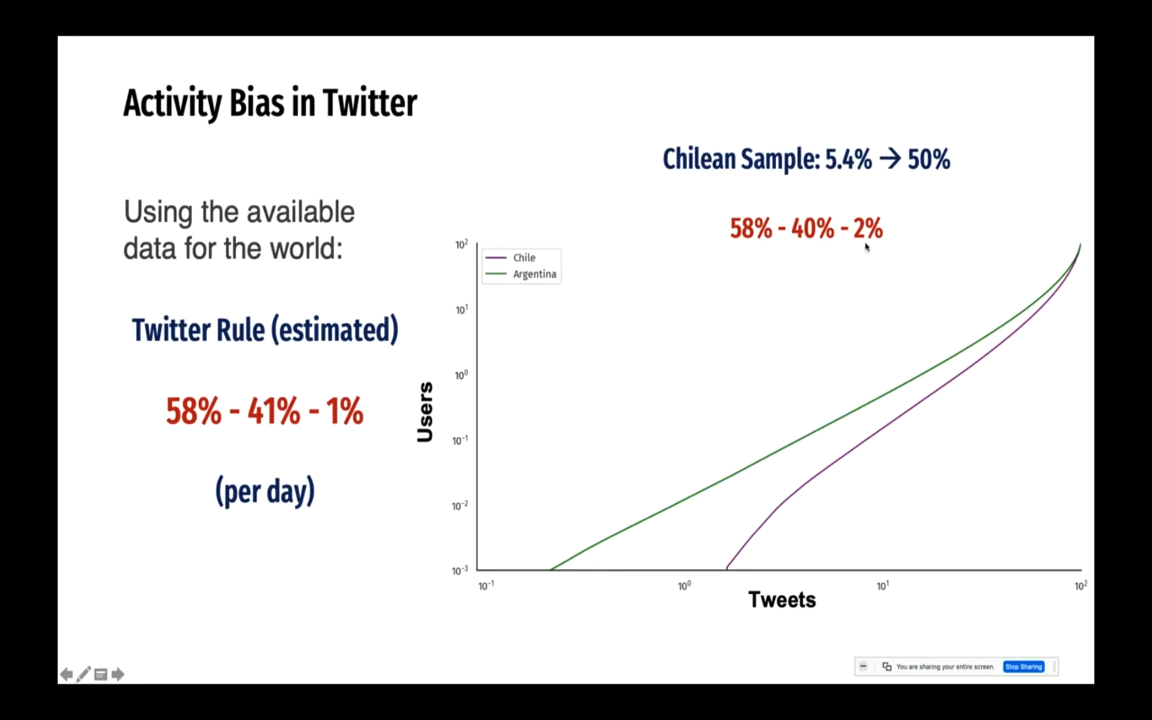 Activity Bias in Twitter
Chilean Sample: 5.4% → 50%
Using the available
data for the world:
58% - 40% - 2%
Twitter Rule (estimated)
58% - 41% - 1%
(per day)
Chile
Argentina
Users
10²
10¹
10⁰
10⁻¹
10⁻²
10⁻³
10⁻¹ 10⁰ 10¹ 10²
Tweets
You are sharing your entire screen. Stop Sharing